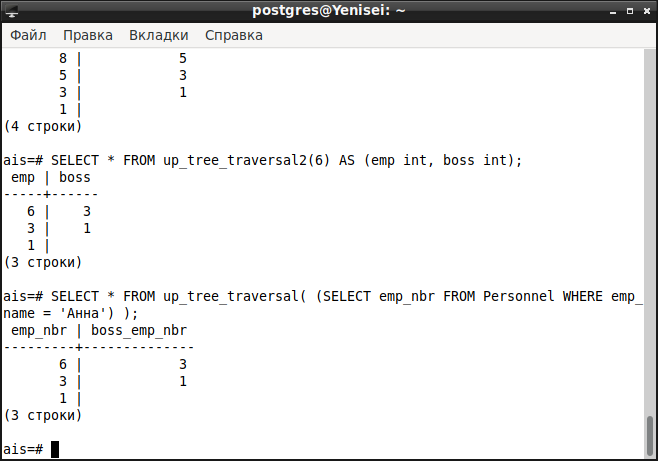 postgres@Yenisei: ~
Файл Правка Вкладки Справка
8 | 5
5 | 3
3 | 1
1 |
(4 строки)
ais=# SELECT * FROM up_tree_traversal2(6) AS (emp int, boss int);
emp | boss
-----+------
6 | 3
3 | 1
1 |
(3 строки)
ais=# SELECT * FROM up_tree_traversal( (SELECT emp_nbr FROM Personnel WHERE emp_
name = 'Анна') );
emp_nbr | boss_emp_nbr
---------+--------------
6 | 3
3 | 1
1 |
(3 строки)
ais=#